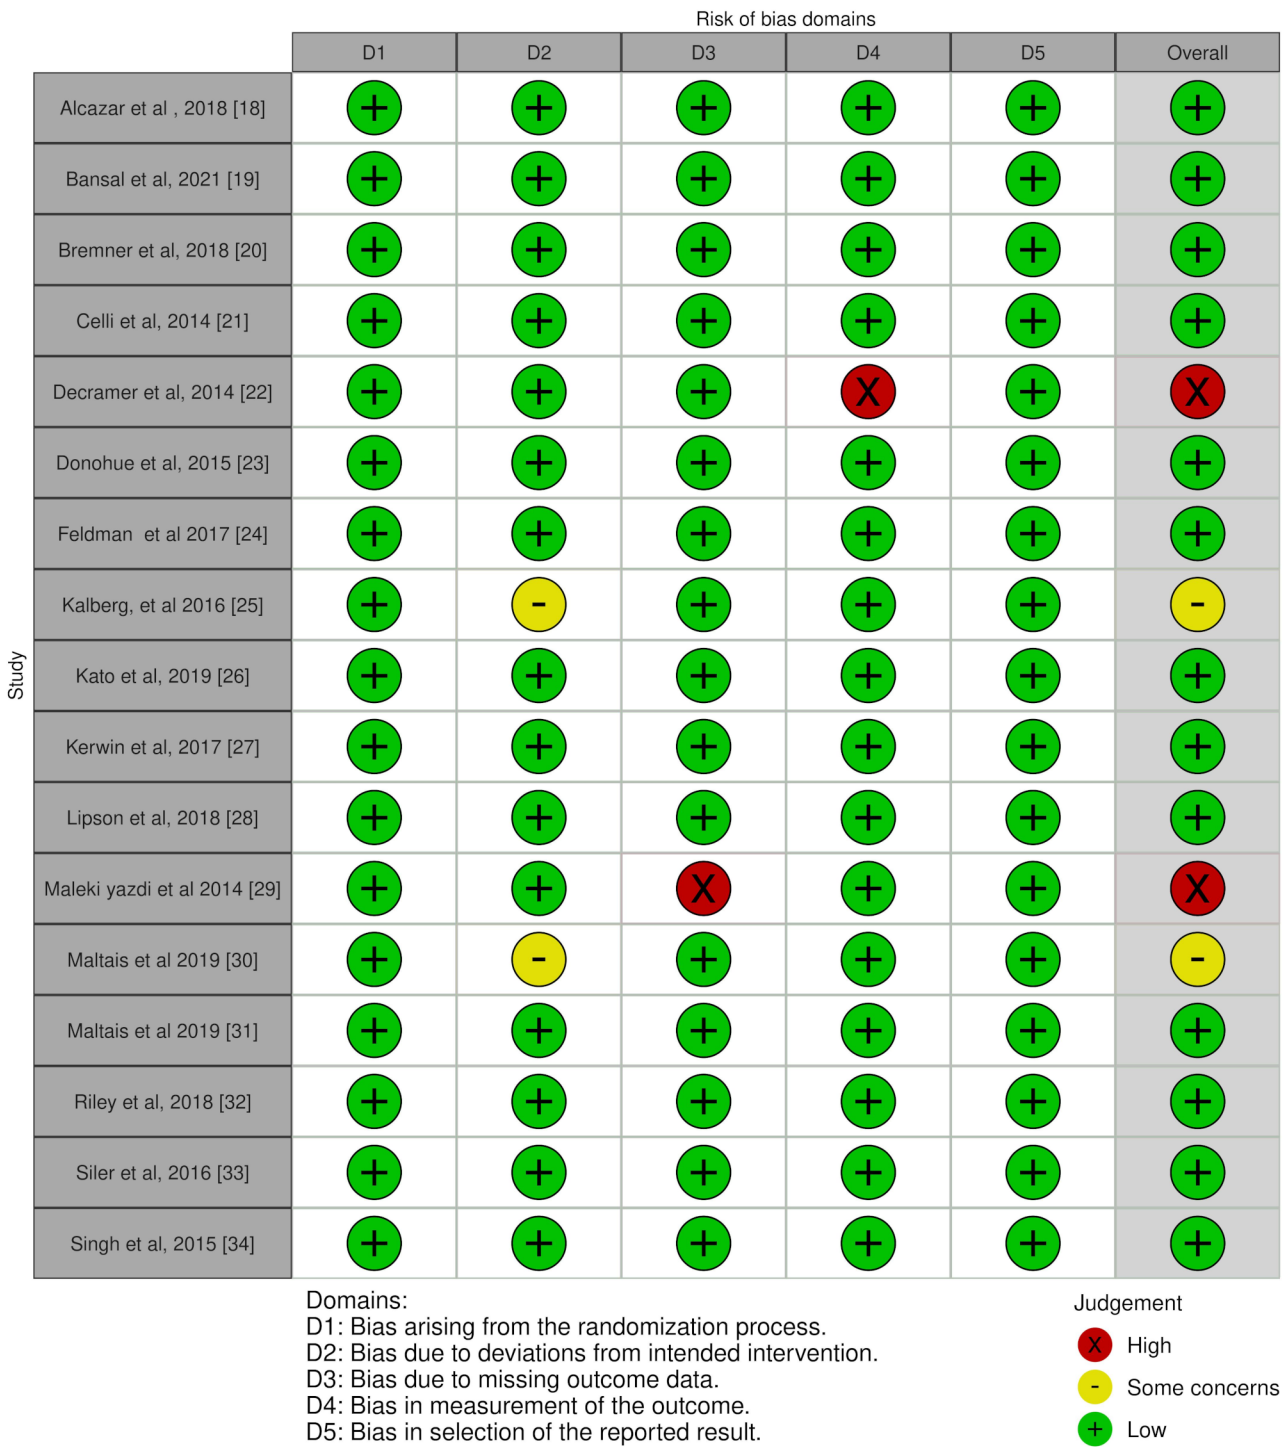 Risk of bias domains
D1 D2 D3 D4 D5 Overall
Study
Alcazar et al , 2018 [18] + + + + + +
Bansal et al, 2021 [19] + + + + + +
Bremner et al, 2018 [20] + + + + + +
Celli et al, 2014 [21] + + + + + +
Decramer et al, 2014 [22] + + + X + X
Donohue et al, 2015 [23] + + + + + +
Feldman  et al 2017 [24] + + + + + +
Kalberg, et al 2016 [25] + - + + + -
Kato et al, 2019 [26] + + + + + +
Kerwin et al, 2017 [27] + + + + + +
Lipson et al, 2018 [28] + + + + + +
Maleki yazdi et al 2014 [29] + + X + + X
Maltais et al 2019 [30] + - + + + -
Maltais et al 2019 [31] + + + + + +
Riley et al, 2018 [32] + + + + + +
Siler et al, 2016 [33] + + + + + +
Singh et al, 2015 [34] + + + + + +
Domains:
D1: Bias arising from the randomization process.
D2: Bias due to deviations from intended intervention.
D3: Bias due to missing outcome data.
D4: Bias in measurement of the outcome.
D5: Bias in selection of the reported result.
Judgement
X High
- Some concerns
+ Low